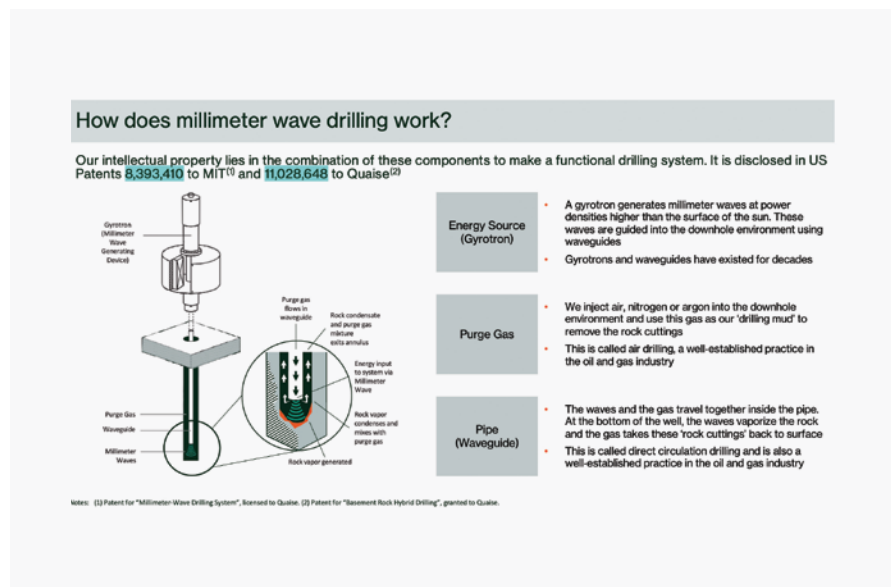 How does millimeter wave drilling work?
Our intellectual property lies in the combination of these components to make a functional drilling system. It is disclosed in US
Patents 8,393,410 to MIT(1) and 11,028,648 to Quaise(2)
Gyrotron
(Millimeter
Wave
Generating
Device)
Purge Gas
Waveguide
Millimeter
Waves
Purge gas
flows in
waveguide
Rock condensate
and purge gas
mixture
exits annulus
Energy input
to system via
Millimeter
Wave
Rock vapor
condenses and
mixes with
purge gas
Rock vapor generated
Energy Source
(Gyrotron)
• A gyrotron generates millimeter waves at power
densities higher than the surface of the sun. These
waves are guided into the downhole environment using
waveguides
• Gyrotrons and waveguides have existed for decades
Purge Gas
• We inject air, nitrogen or argon into the downhole
environment and use this gas as our 'drilling mud' to
remove the rock cuttings
• This is called air drilling, a well-established practice in
the oil and gas industry
Pipe
(Waveguide)
• The waves and the gas travel together inside the pipe.
At the bottom of the well, the waves vaporize the rock
and the gas takes these 'rock cuttings' back to surface
• This is called direct circulation drilling and is also a
well-established practice in the oil and gas industry
Notes: (1) Patent for "Millimeter-Wave Drilling System", licensed to Quaise. (2) Patent for "Basement Rock Hybrid Drilling", granted to Quaise.